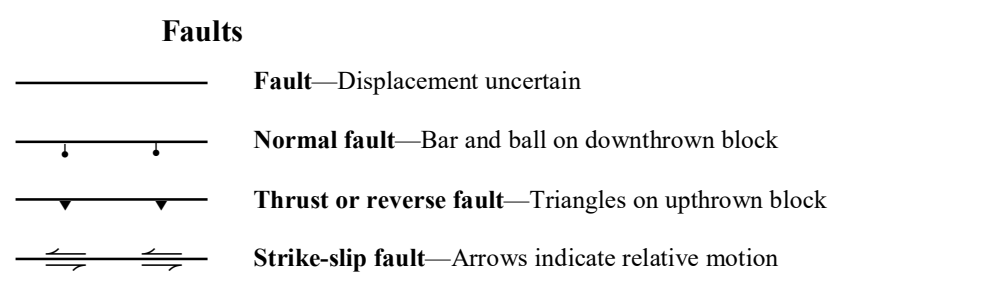 Faults
Fault—Displacement uncertain
Normal fault—Bar and ball on downthrown block
Thrust or reverse fault—Triangles on upthrown block
Strike-slip fault—Arrows indicate relative motion